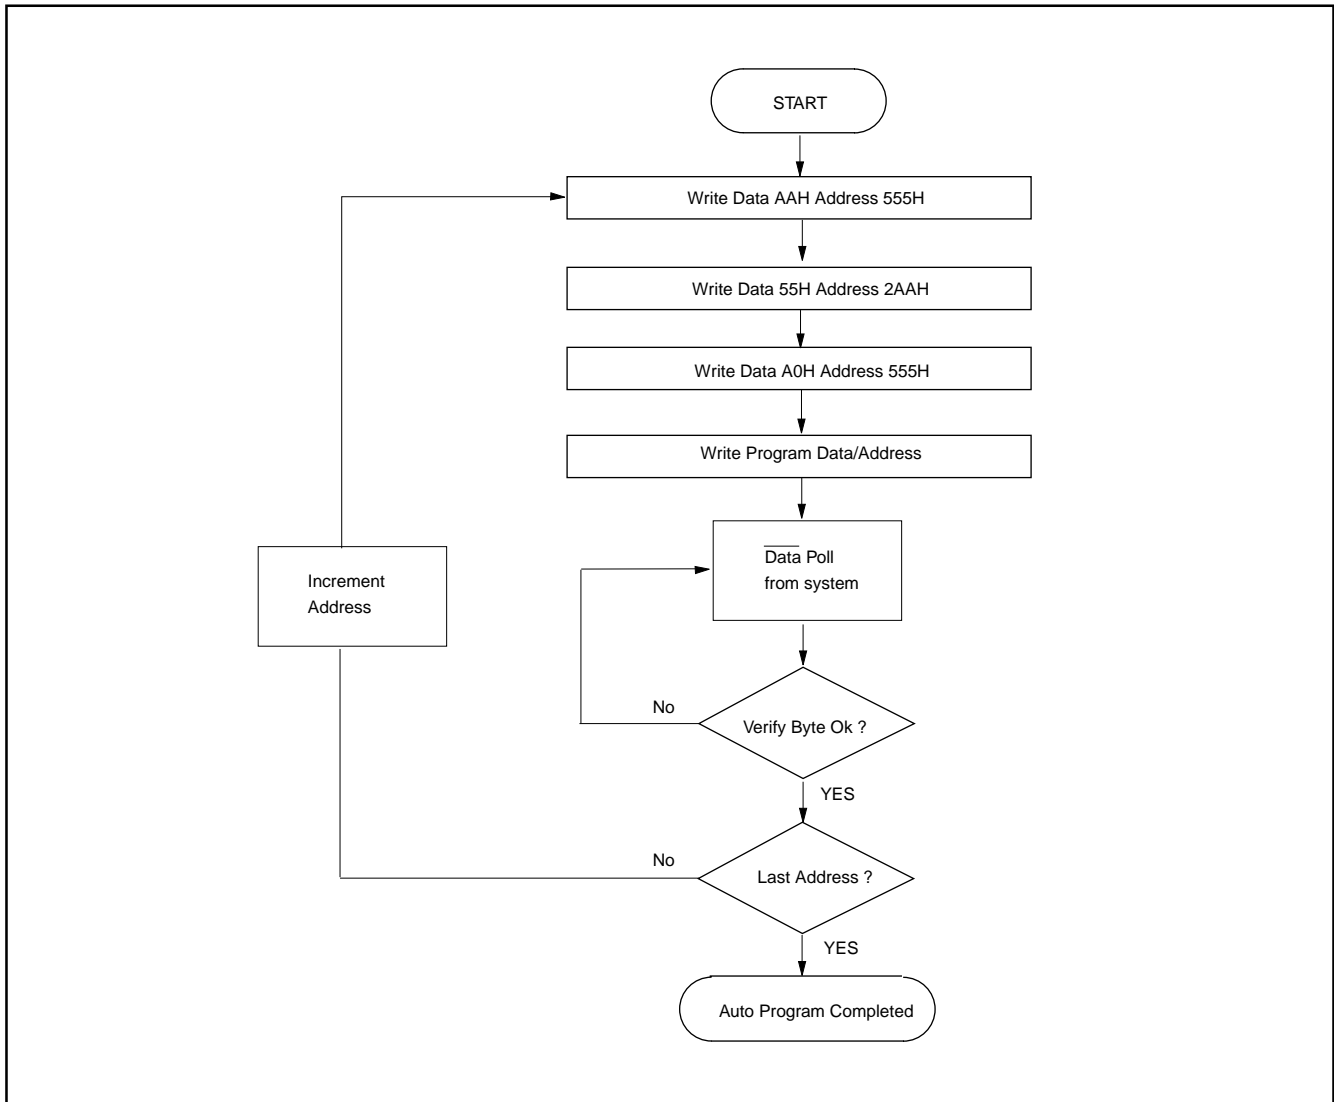 START
Write Data AAH Address 555H
Write Data 55H Address 2AAH
Write Data A0H Address 555H
Write Program Data/Address
Data Poll
from system
Increment
Address
No
Verify Byte Ok ?
YES
No
Last Address ?
YES
Auto Program Completed